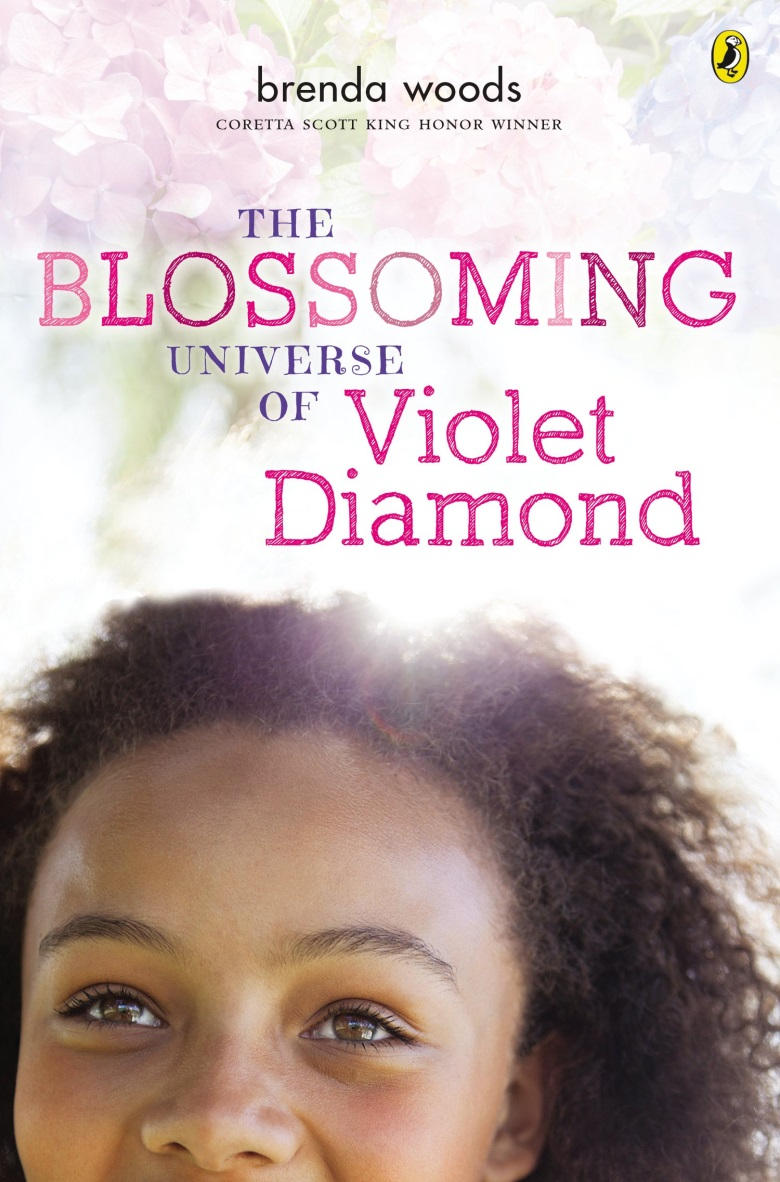 brenda woods
CORETTA SCOTT KING HONOR WINNER
THE
BLOSSOMING
UNIVERSE
OF Violet
Diamond